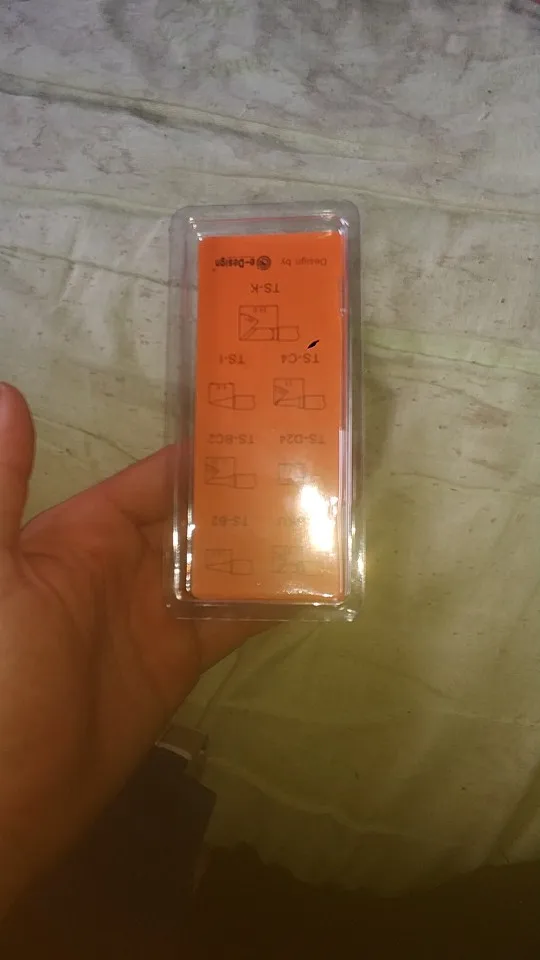 TS-B2
TS-D24 TS-BC2
TS-C4 TS-I
TS-K
Design by e-Design